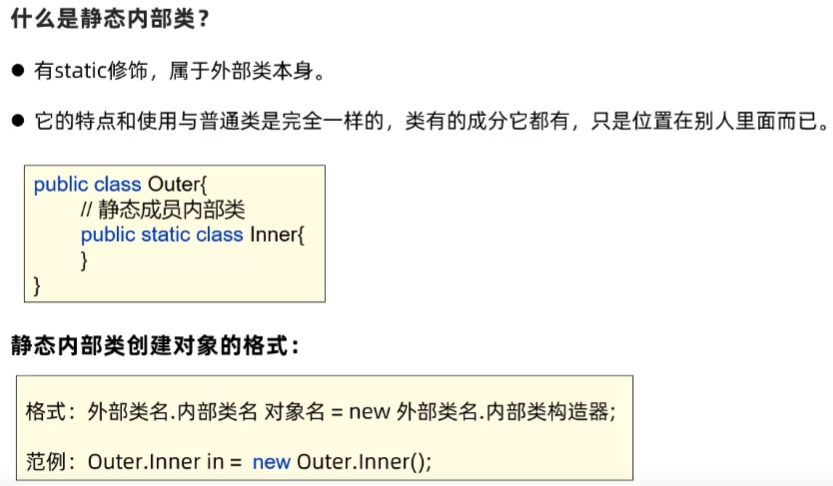 什么是静态内部类？
● 有static修饰，属于外部类本身。
● 它的特点和使用与普通类是完全一样的，类有的成分它都有，只是位置在别人里面而已。
public class Outer{
// 静态成员内部类
public static class Inner{
}
}
静态内部类创建对象的格式：
格式：外部类名.内部类名 对象名 = new 外部类名.内部类构造器;
范例：Outer.Inner in = new Outer.Inner();